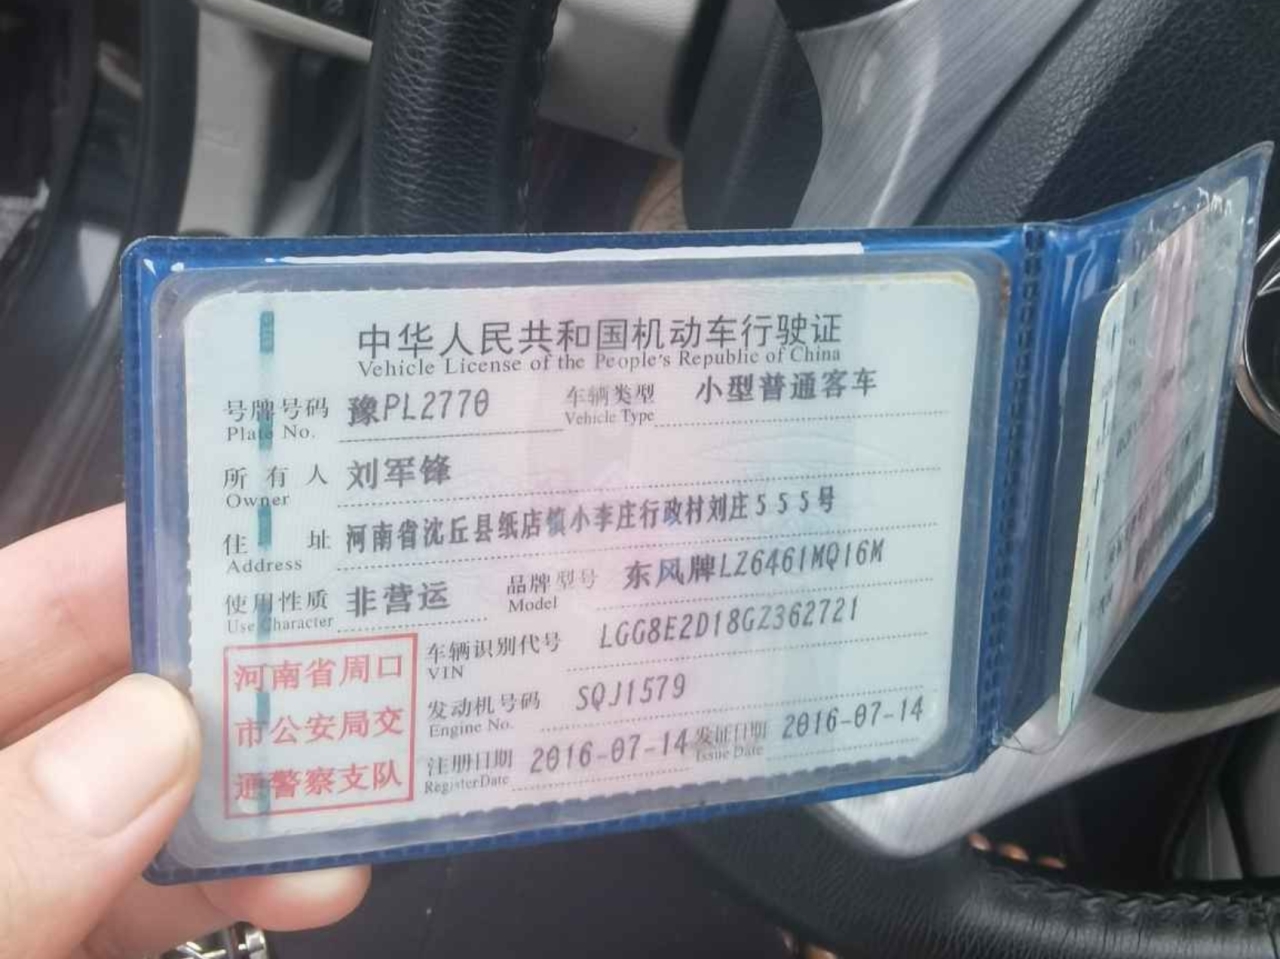 中华人民共和国机动车行驶证
Vehicle License of the People's Republic of China
号牌号码 豫PL2770 车辆类型 小型普通客车
Plate No. Vehicle Type
所有人 刘军锋
Owner
住址 河南省沈丘县纸店镇小李庄行政村刘庄555号
Address
使用性质 非营运 品牌型号 东风牌LZ6461MQ16M
Use Character Model
河南省周口
市公安局交
通警察支队
车辆识别代号 LGG8E2D18GZ362721
VIN
发动机号码 SQJ1579
Engine No.
注册日期 2016-07-14 发证日期 2016-07-14
Register Date Issue Date